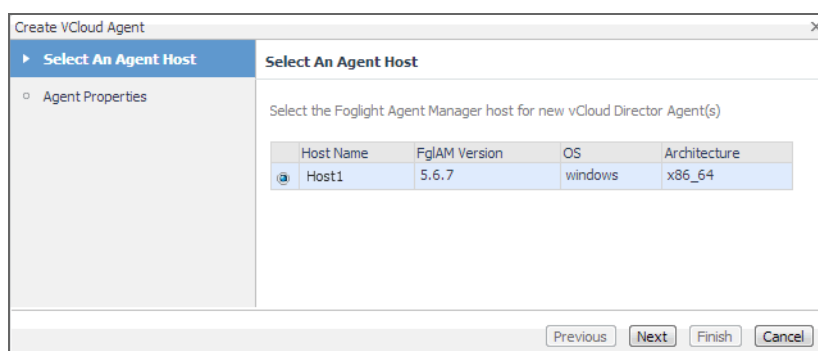 Create VCloud Agent
Select An Agent Host
Agent Properties
Select An Agent Host
Select the Foglight Agent Manager host for new vCloud Director Agent(s)
Host Name FglAM Version OS Architecture
Host1 5.6.7 windows x86_64
Previous Next Finish Cancel